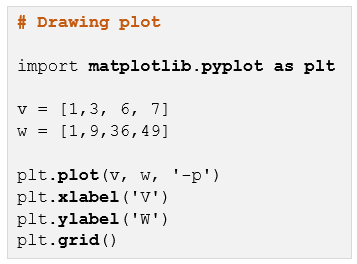 # Drawing plot
import matplotlib.pyplot as plt
v = [1,3, 6, 7]
w = [1,9,36,49]
plt.plot(v, w, '-p')
plt.xlabel('V')
plt.ylabel('W')
plt.grid()